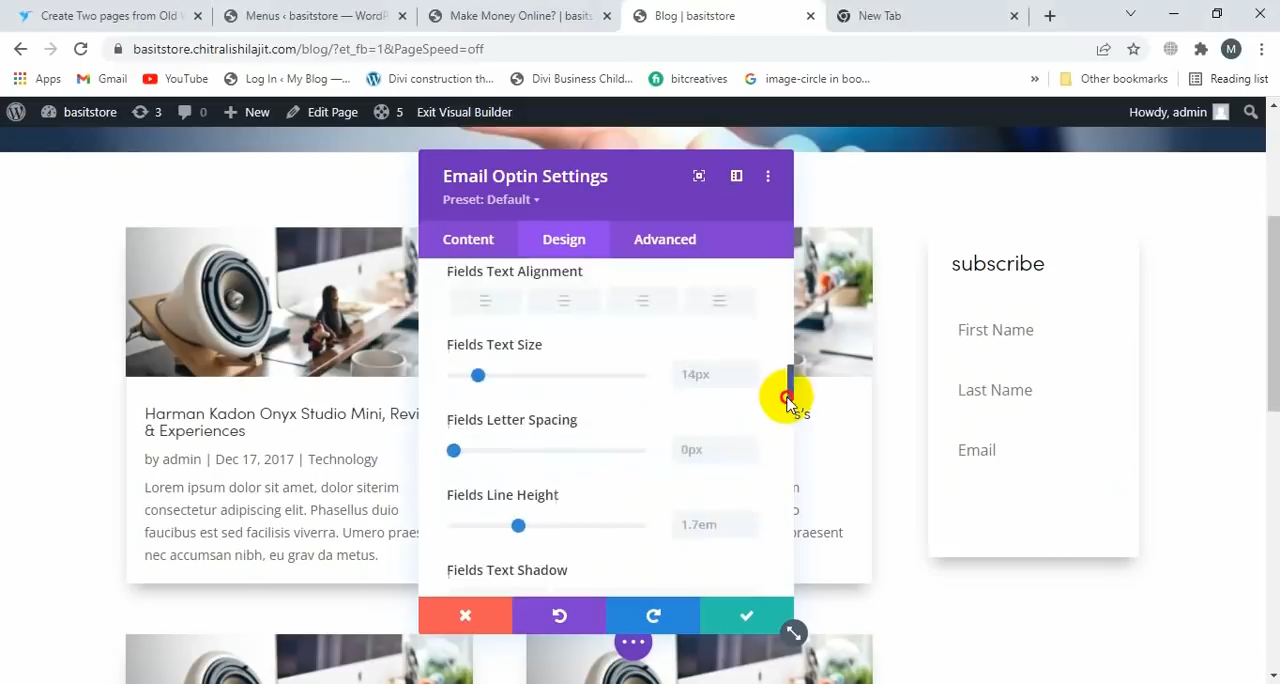 Create Two pages from Old W
Menus ‹ basitstore — WordPR
Make Money Online? | basits
Blog | basitstore
New Tab
basitstore.chitralishilajit.com/blog/?et_fb=1&PageSpeed=off
M
Apps
Gmail
YouTube
Log In ‹ My Blog —...
Divi construction th...
Divi Business Child...
bitcreatives
image-circle in boo...
»
Other bookmarks
Reading list
basitstore
3
0
New
Edit Page
5
Exit Visual Builder
Howdy, admin
Email Optin Settings
Preset: Default
Content
Design
Advanced
Fields Text Alignment
Fields Text Size
14px
Fields Letter Spacing
0px
Fields Line Height
1.7em
Fields Text Shadow
Harman Kadon Onyx Studio Mini, Revi
& Experiences
by admin | Dec 17, 2017 | Technology
Lorem ipsum dolor sit amet, dolor siterim
consectetur adipiscing elit. Phasellus duio
faucibus est sed facilisis viverra. Umero prae
nec accumsan nibh, eu grav da metus.
praesent
subscribe
First Name
Last Name
Email